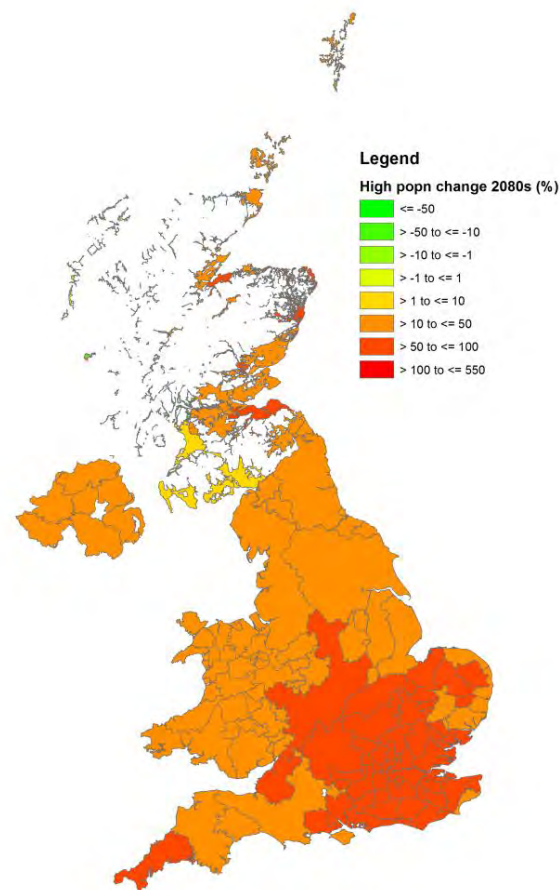 Legend
High popn change 2080s (%)
<= -50
> -50 to <= -10
> -10 to <= -1
> -1 to <= 1
> 1 to <= 10
> 10 to <= 50
> 50 to <= 100
> 100 to <= 550